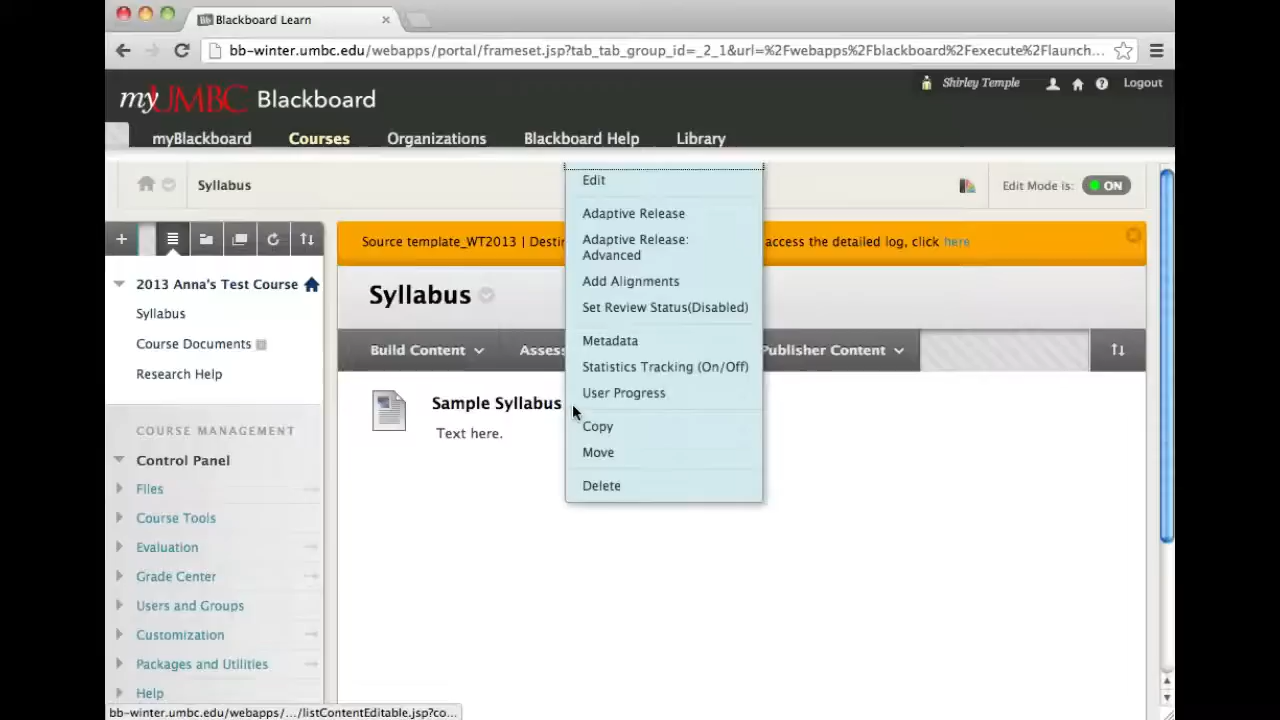 Blackboard Learn
bb-winter.umbc.edu/webapps/portal/frameset.jsp?tab_tab_group_id=_2_1&url=%2Fwebapps%2Fblackboard%2Fexecute%2Flaunch...
Shirley Temple
Logout
myUMBC Blackboard
myBlackboard Courses Organizations Blackboard Help Library
Syllabus
Edit Mode is: ON
Source template_WT2013 | Destin
access the detailed log, click here
2013 Anna's Test Course
Syllabus
Course Documents
Research Help
COURSE MANAGEMENT
Control Panel
Files
Course Tools
Evaluation
Grade Center
Users and Groups
Customization
Packages and Utilities
Help
Syllabus
Build Content
Assess
Publisher Content
Sample Syllabus
Text here.
Edit
Adaptive Release
Adaptive Release:
Advanced
Add Alignments
Set Review Status(Disabled)
Metadata
Statistics Tracking (On/Off)
User Progress
Copy
Move
Delete
bb-winter.umbc.edu/webapps/.../listContentEditable.jsp?co...